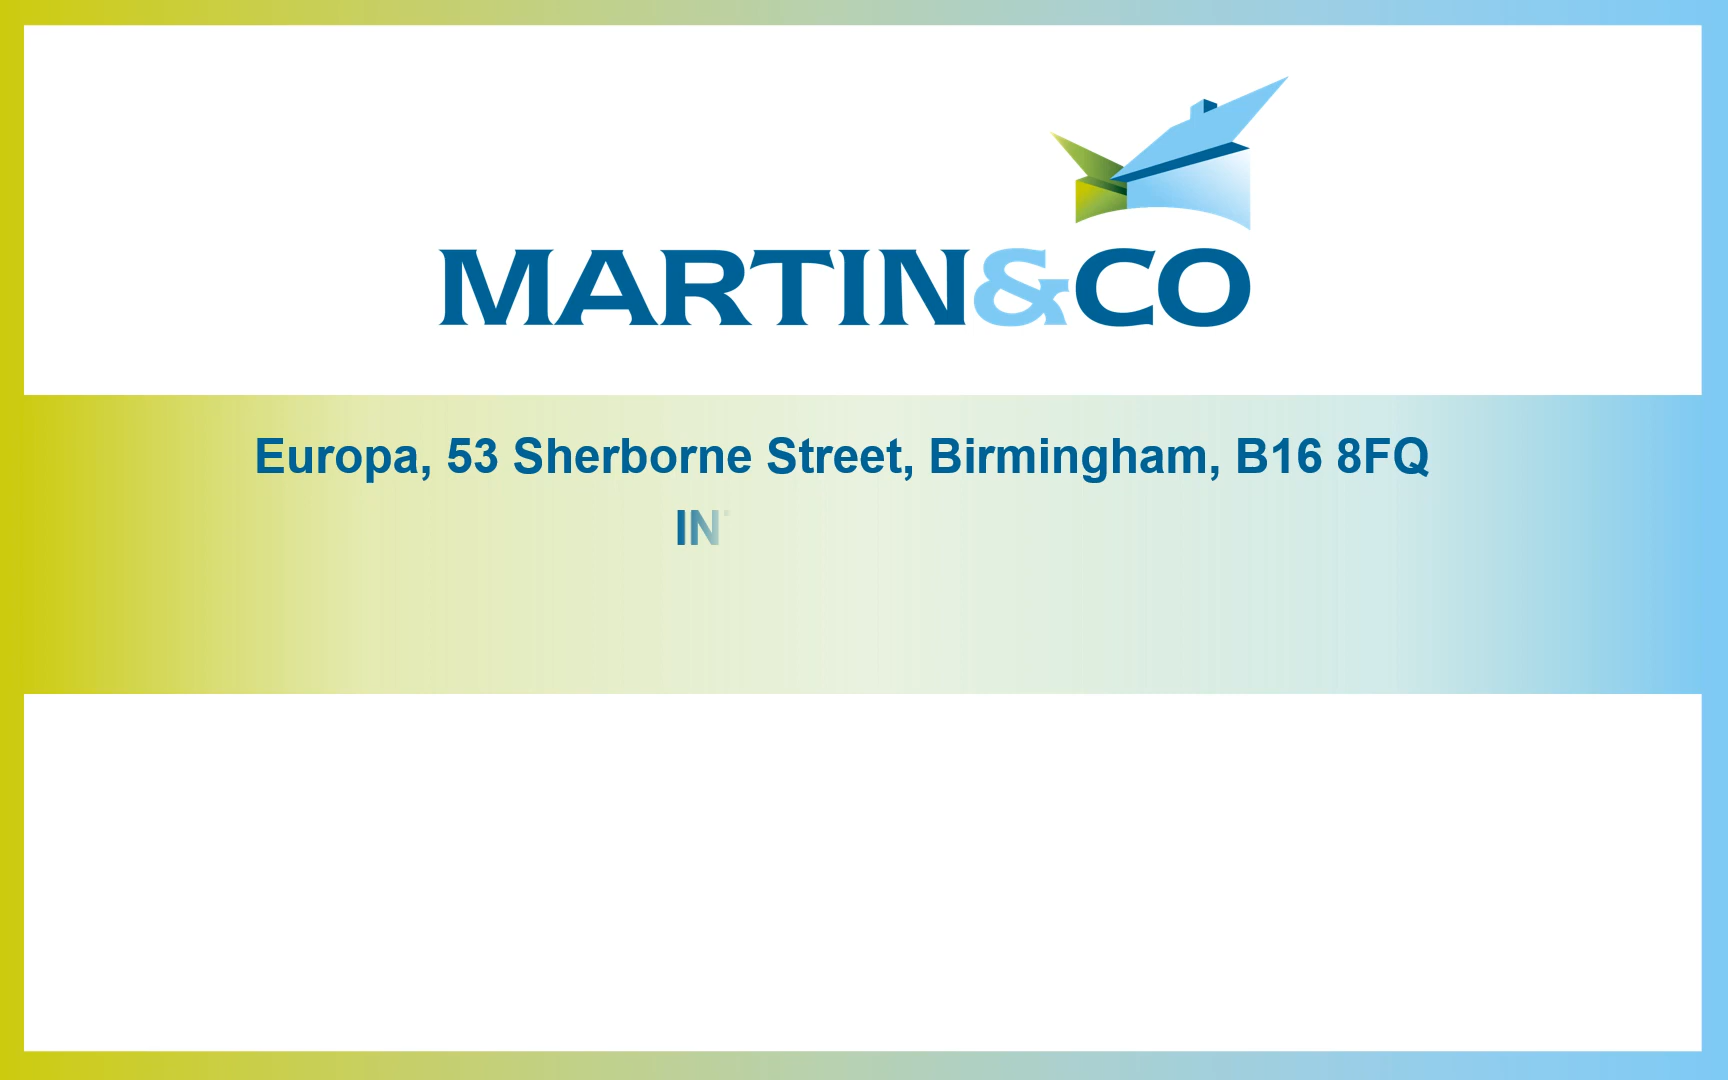 MARTIN&CO
Europa, 53 Sherborne Street, Birmingham, B16 8FQ
IN